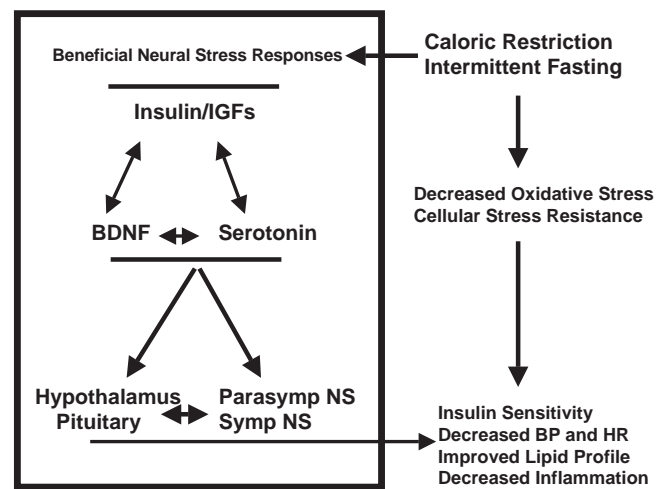 Beneficial Neural Stress Responses
Caloric Restriction
Intermittent Fasting
Insulin/IGFs
Decreased Oxidative Stress
Cellular Stress Resistance
BDNF
Serotonin
Hypothalamus
Pituitary
Parasymp NS
Symp NS
Insulin Sensitivity
Decreased BP and HR
Improved Lipid Profile
Decreased Inflammation